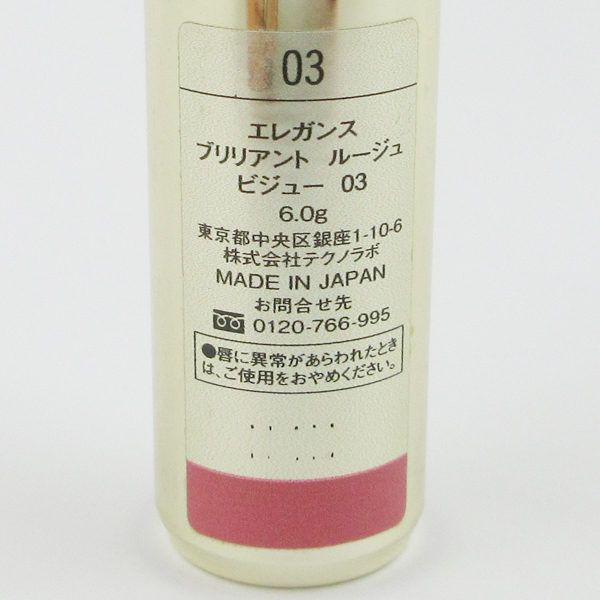 03
エレガンス
ブリリアント ルージュ
ビジュー 03
6.0g
東京都中央区銀座1-10-6
株式会社テクノラボ
MADE IN JAPAN
お問合せ先
0120-766-995
●唇に異常があらわれたとき
は、ご使用をおやめください。